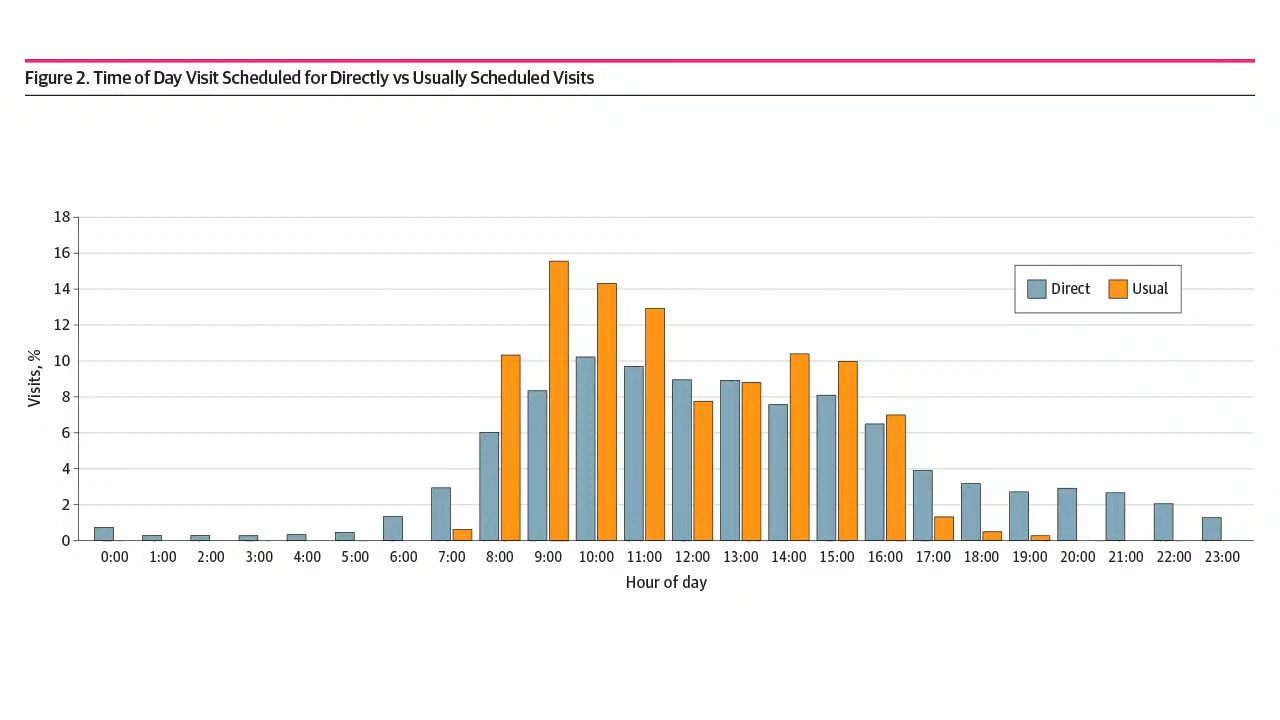 Figure 2. Time of Day Visit Scheduled for Directly vs Usually Scheduled Visits
18
16
14
12
10
8
6
4
2
0
Visits, %
Direct
Usual
0:00 1:00 2:00 3:00 4:00 5:00 6:00 7:00 8:00 9:00 10:00 11:00 12:00 13:00 14:00 15:00 16:00 17:00 18:00 19:00 20:00 21:00 22:00 23:00
Hour of day